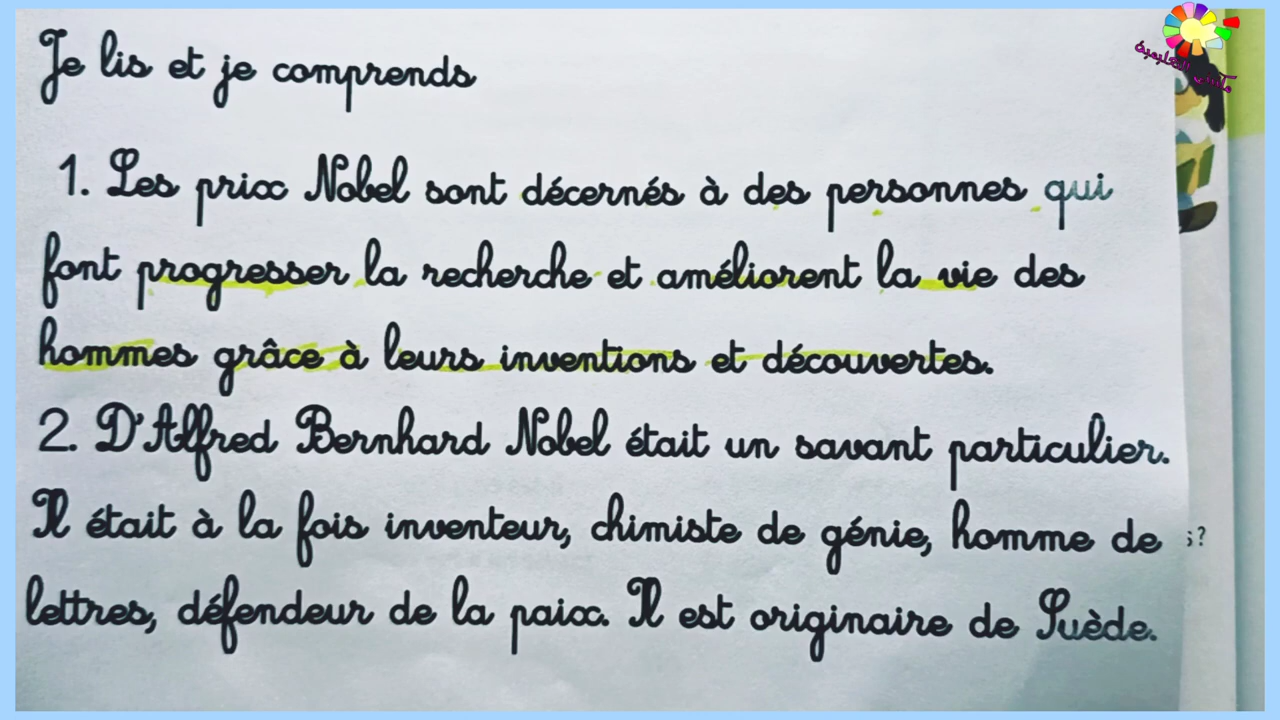 Je lis et je comprends
1. Les prix Nobel sont décernés à des personnes qui
font progresser la recherche et améliorent la vie des
hommes grâce à leurs inventions et découvertes.
2. D'Alfred Bernhard Nobel était un savant particulier.
Il était à la fois inventeur, chimiste de génie, homme de
lettres, défendeur de la paix. Il est originaire de Suède.
s?